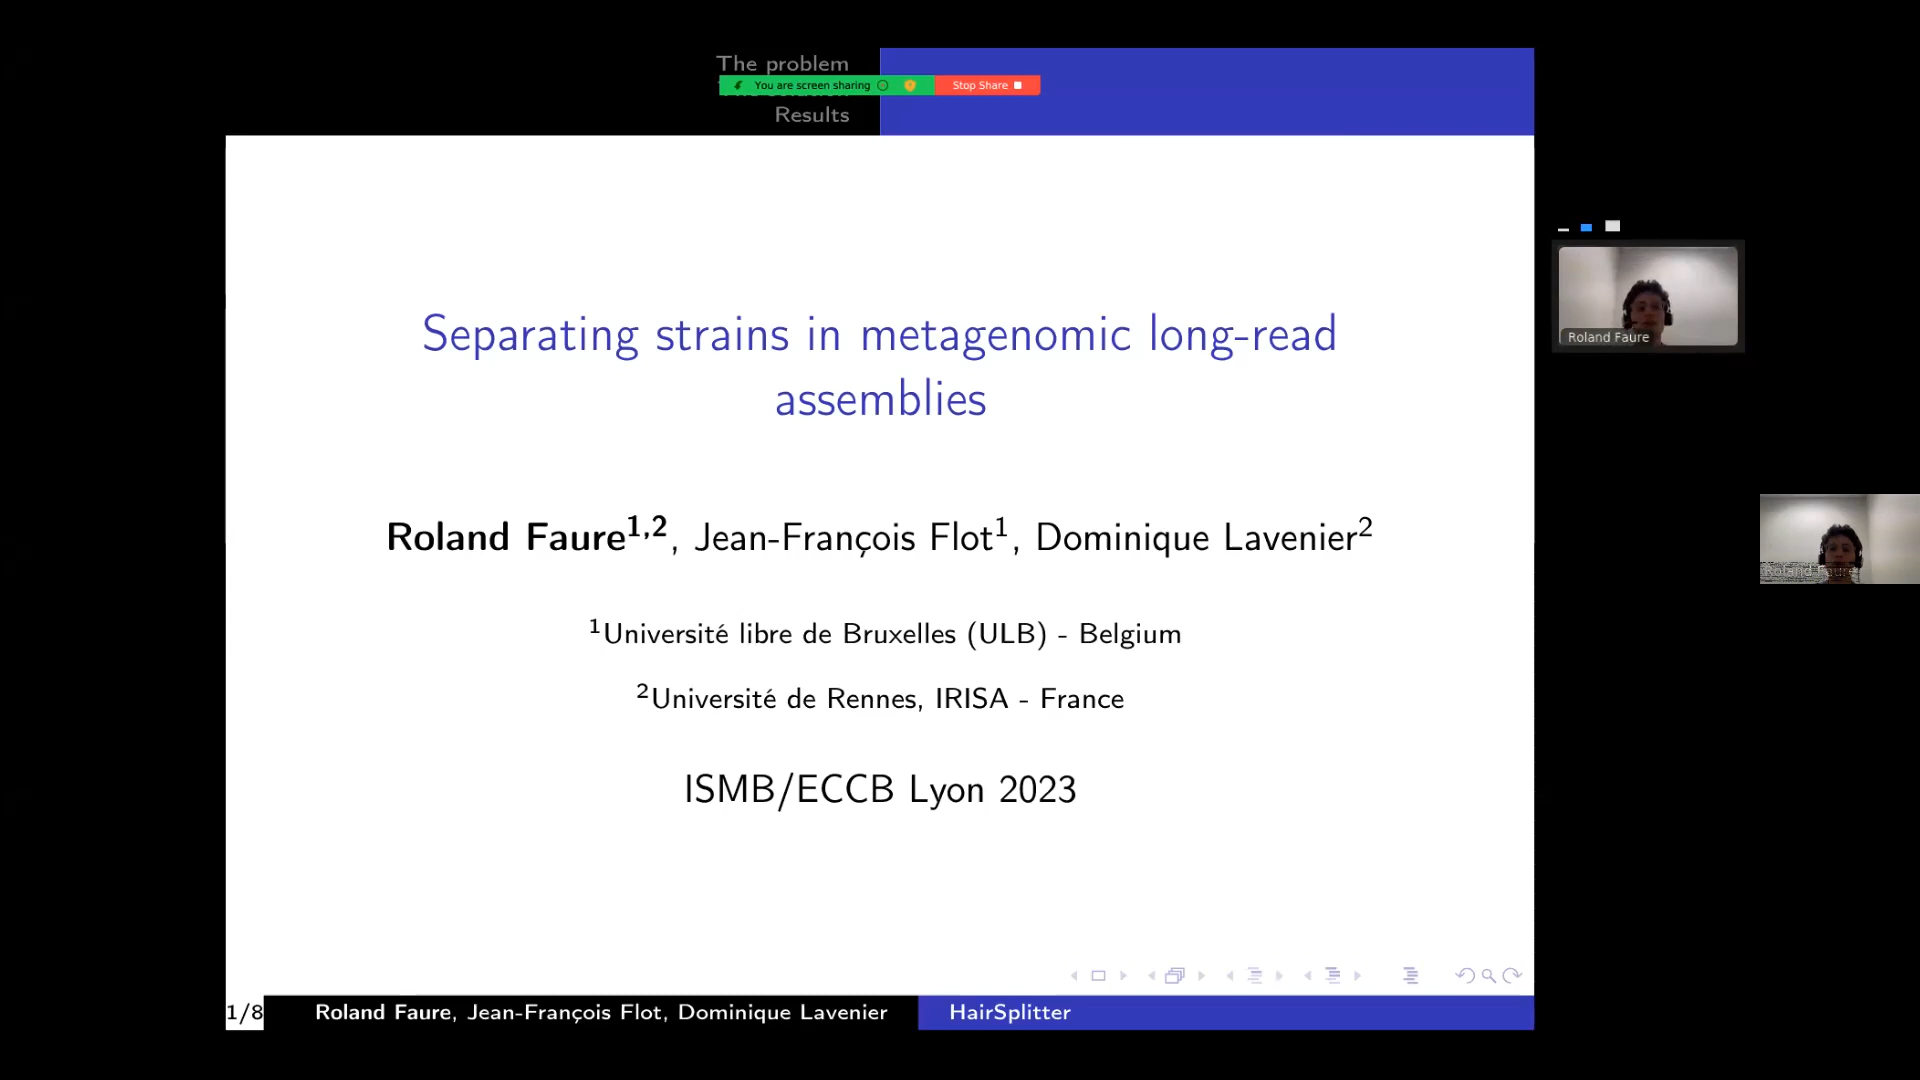 The problem
You are screen sharing
Stop Share
Results
Separating strains in metagenomic long-read
assemblies
Roland Faure1,2, Jean-François Flot1, Dominique Lavenier2
1Université libre de Bruxelles (ULB) - Belgium
2Université de Rennes, IRISA - France
ISMB/ECCB Lyon 2023
1/8
Roland Faure, Jean-François Flot, Dominique Lavenier
HairSplitter
Roland Faure
Roland Faure